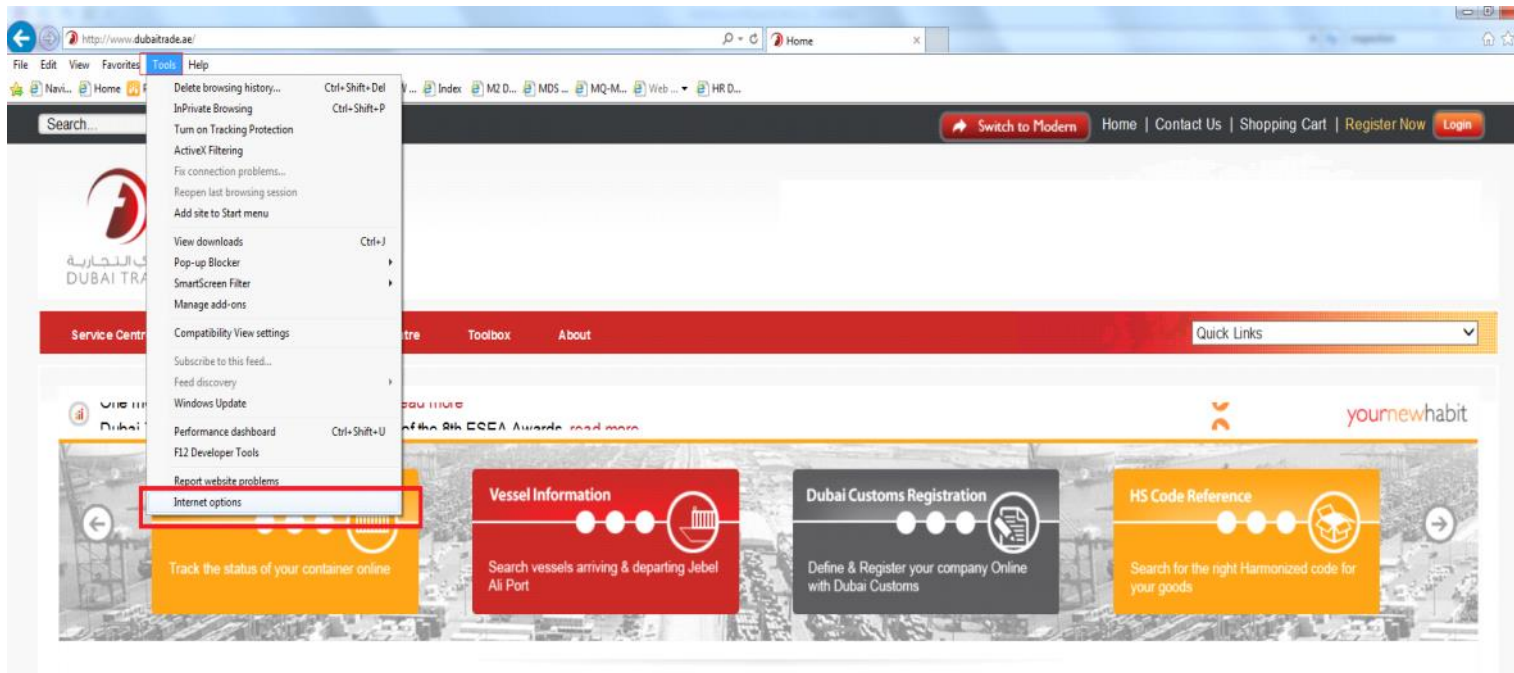 http://www.dubaitrade.ae/
Home
File Edit View Favorites Tools Help
Navi... Home Index M2 D... MDS ... MQ-M... Web ... HR D...
Delete browsing history... Ctrl+Shift+Del
InPrivate Browsing Ctrl+Shift+P
Turn on Tracking Protection
ActiveX Filtering
Fix connection problems...
Reopen last browsing session
Add site to Start menu
View downloads Ctrl+J
Pop-up Blocker
SmartScreen Filter
Manage add-ons
Compatibility View settings
Subscribe to this feed...
Feed discovery
Windows Update
Performance dashboard Ctrl+Shift+U
F12 Developer Tools
Report website problems
Internet options
Search...
Switch to Modern Home | Contact Us | Shopping Cart | Register Now Login
التجارية
DUBAI TRA
Service Centr tre Toolbox About Quick Links
One read more
Dubai of the 8th ESEA Awards read more
yournewhabit
Track the status of your container online
Vessel Information
Search vessels arriving & departing Jebel
Ali Port
Dubai Customs Registration
Define & Register your company Online
with Dubai Customs
HS Code Reference
Search for the right Harmonized code for
your goods